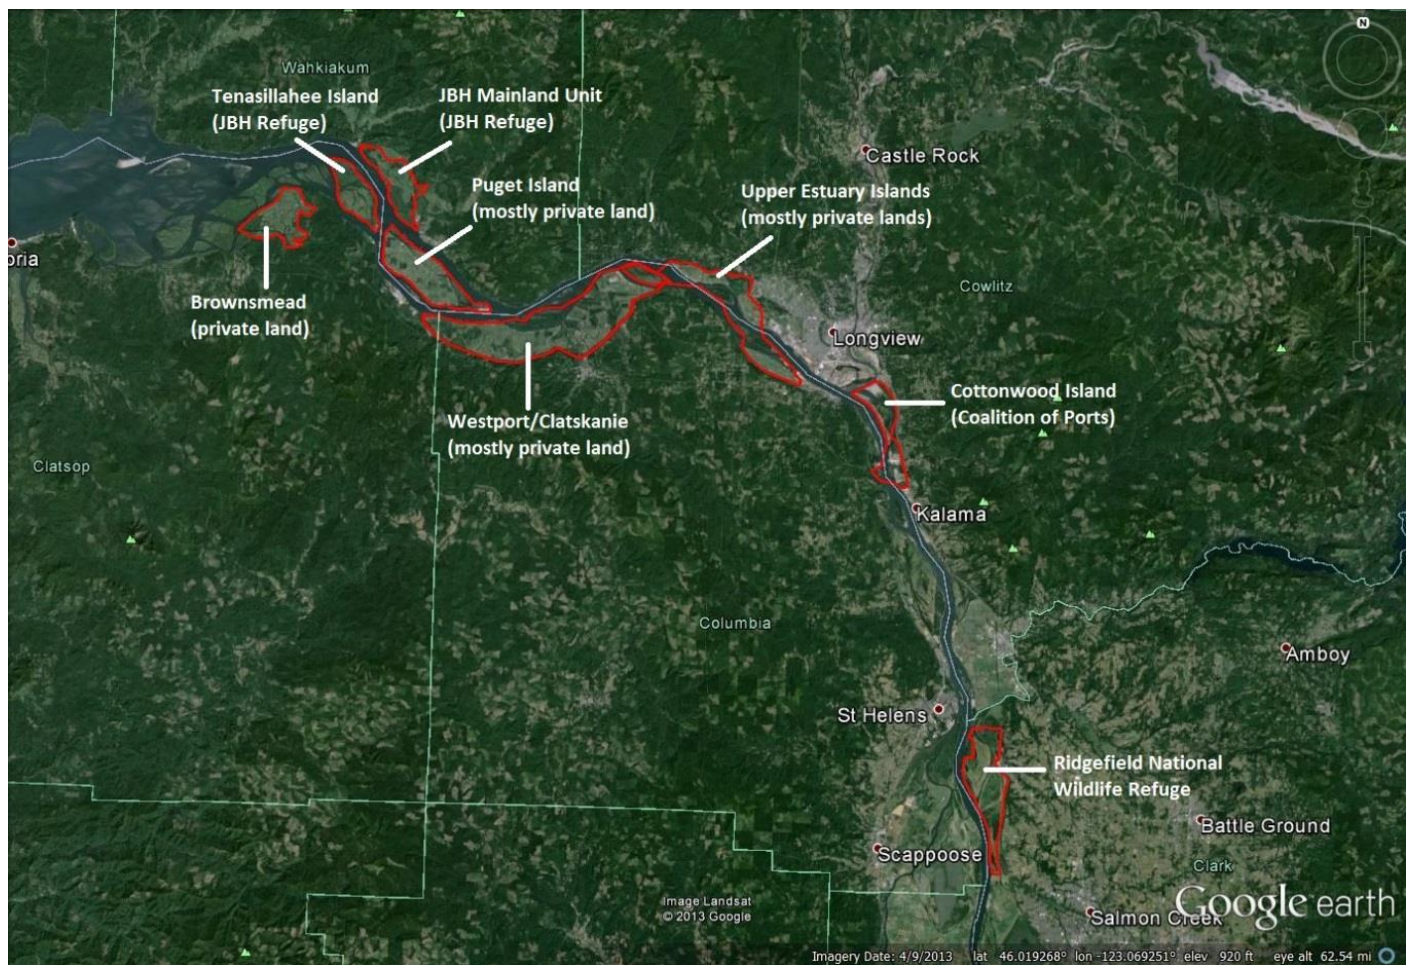 N
Wahkiakum
Tenasillahee Island
(JBH Refuge)
JBH Mainland Unit
(JBH Refuge)
Castle Rock
Puget Island
(mostly private land)
Upper Estuary Islands
(mostly private lands)
oria
Brownsmead
(private land)
Cowlitz
Longview
Cottonwood Island
(Coalition of Ports)
Westport/Clatskanie
(mostly private land)
Clatsop
Kalama
Columbia
Amboy
St Helens
Ridgefield National
Wildlife Refuge
Battle Ground
Scappoose
Clark
Image Landsat
© 2013 Google
Salmon Creek
Google earth
Imagery Date: 4/9/2013 lat 46.019268° lon -123.069251° elev 920 ft eye alt 62.54 mi